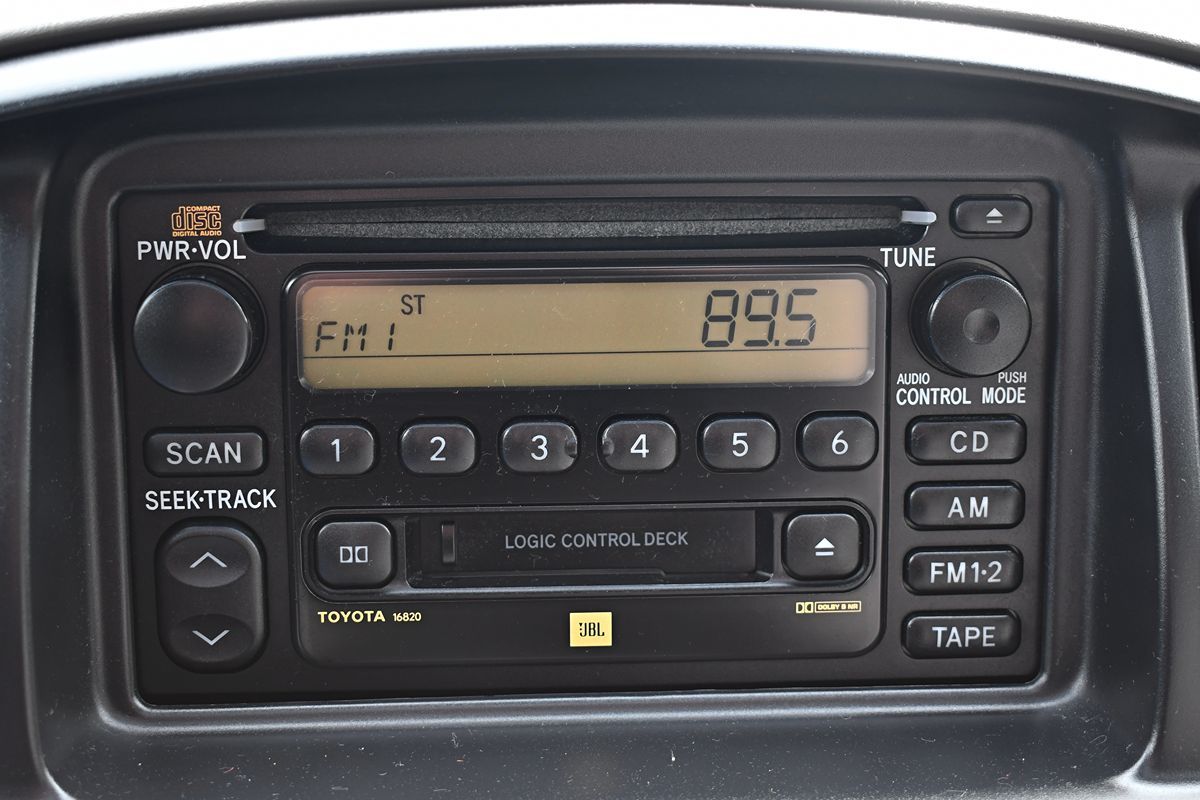 COMPACT
disc
DIGITAL AUDIO
PWR·VOL
TUNE
ST
FM1
89.5
AUDIO PUSH
CONTROL MODE
SCAN
1 2 3 4 5 6
CD
SEEK·TRACK
AM
LOGIC CONTROL DECK
FM1·2
TOYOTA 16820
DOLBY B NR
JBL
TAPE